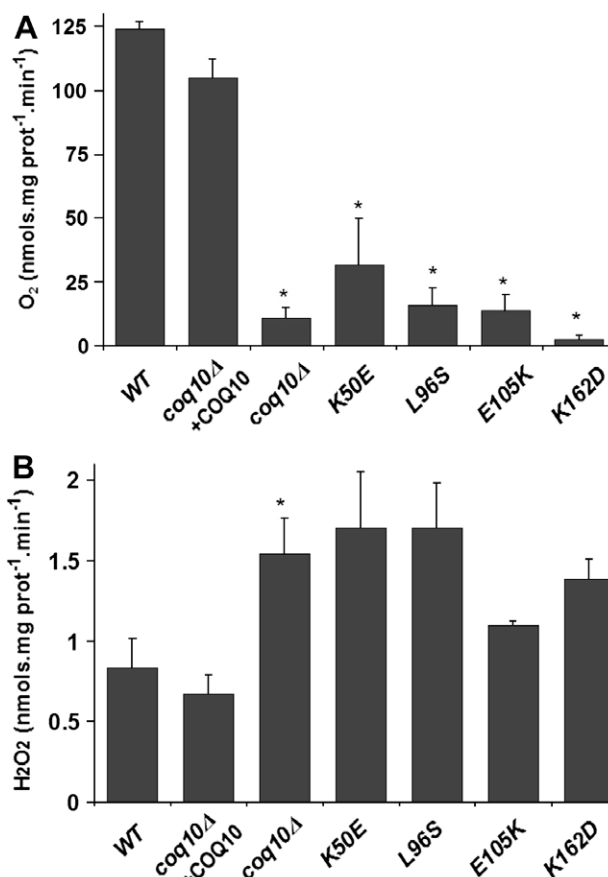 A
O₂ (nmols.mg prot⁻¹.min⁻¹)
125
100
75
50
25
0
* * * * *
WT
coq10Δ
+COQ10
coq10Δ
K50E
L96S
E105K
K162D
B
H2O2 (nmols.mg prot⁻¹.min⁻¹)
2
1.5
1
0.5
0
*
WT
coq10Δ
+COQ10
coq10Δ
K50E
L96S
E105K
K162D